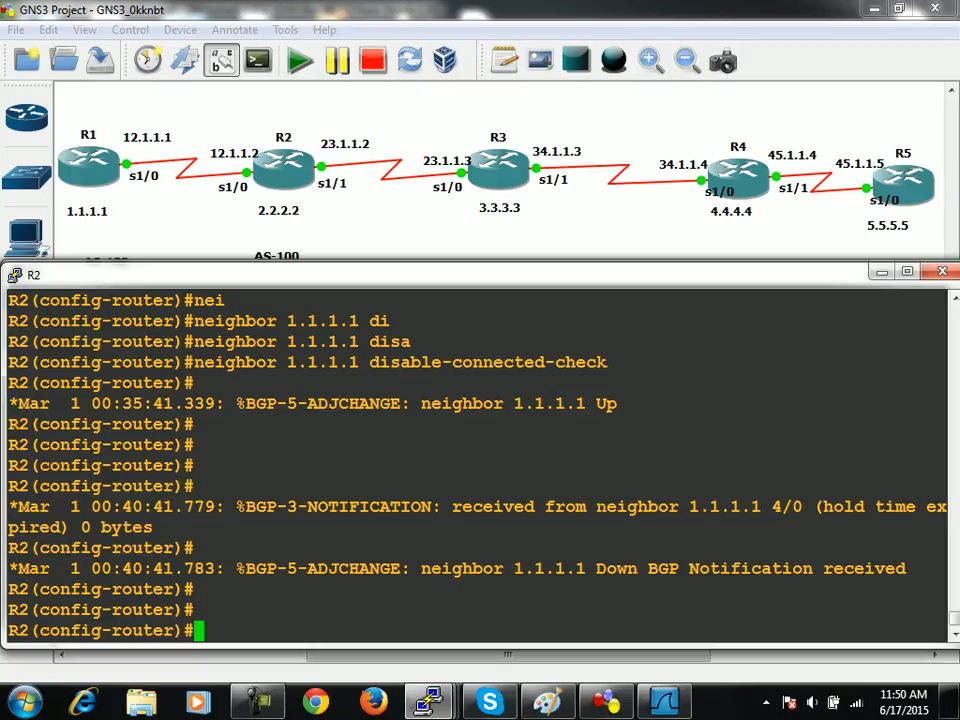 GNS3 Project - GNS3_0kknbt
File Edit View Control Device Annotate Tools Help
R1
12.1.1.1
s1/0
1.1.1.1
R2
12.1.1.2
s1/0
23.1.1.2
s1/1
2.2.2.2
R3
23.1.1.3
s1/0
34.1.1.3
s1/1
3.3.3.3
R4
34.1.1.4
s1/0
45.1.1.4
s1/1
4.4.4.4
R5
45.1.1.5
s1/0
5.5.5.5
AS-100
R2
R2(config-router)#nei
R2(config-router)#neighbor 1.1.1.1 di
R2(config-router)#neighbor 1.1.1.1 disa
R2(config-router)#neighbor 1.1.1.1 disable-connected-check
R2(config-router)#
*Mar  1 00:35:41.339: %BGP-5-ADJCHANGE: neighbor 1.1.1.1 Up
R2(config-router)#
R2(config-router)#
R2(config-router)#
R2(config-router)#
*Mar  1 00:40:41.779: %BGP-3-NOTIFICATION: received from neighbor 1.1.1.1 4/0 (hold time ex
pired) 0 bytes
R2(config-router)#
*Mar  1 00:40:41.783: %BGP-5-ADJCHANGE: neighbor 1.1.1.1 Down BGP Notification received
R2(config-router)#
R2(config-router)#
R2(config-router)#
11:50 AM
6/17/2015